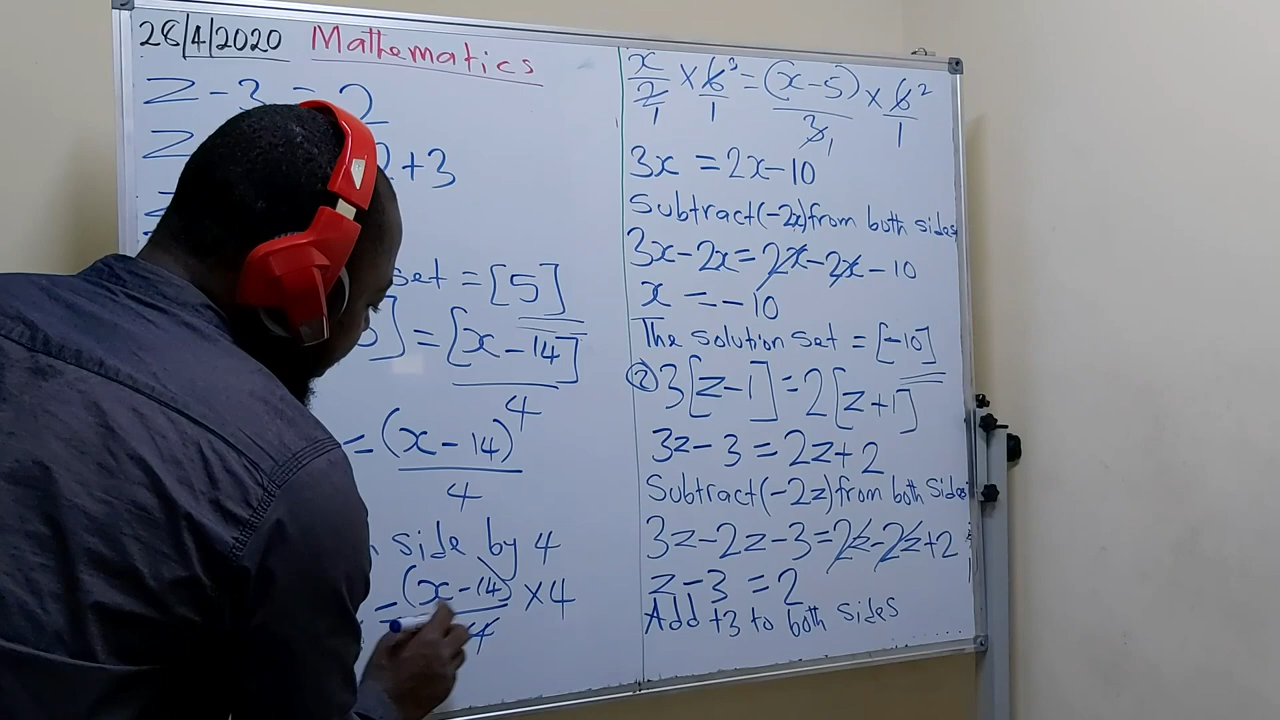 28/4/2020 Mathematics
z - 3 = 2
z 2+3
set = [5]
] = [x - 14]
4
= (x - 14)
4
side by 4
= (x - 14) × 4
4
x/2 × 6/1 = (x - 5)/3 × 6/1
3x = 2x - 10
Subtract (-2x) from both sides
3x - 2x = 2x - 2x - 10
x = -10
The solution set = [-10]
② 3[z - 1] = 2[z + 1]
3z - 3 = 2z + 2
Subtract (-2z) from both sides
3z - 2z - 3 = 2z - 2z + 2
z - 3 = 2
Add +3 to both sides